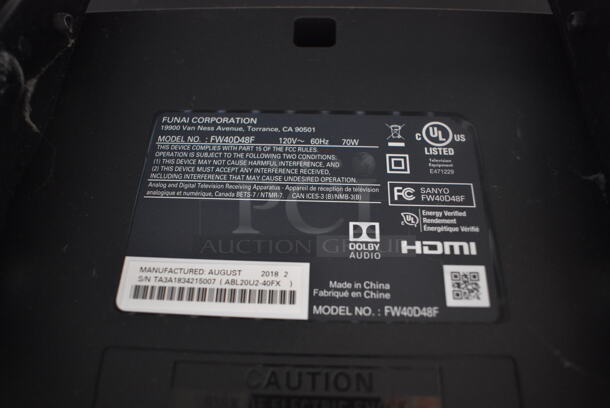 FUNAI CORPORATION
19900 Van Ness Avenue, Torrance, CA 90501
MODEL NO. : FW40D48F 120V~ 60Hz 70W
THIS DEVICE COMPLIES WITH PART 15 OF THE FCC RULES.
OPERATION IS SUBJECT TO THE FOLLOWING TWO CONDITIONS:
(1) THIS DEVICE MAY NOT CAUSE HARMFUL INTERFERENCE, AND
(2) THIS DEVICE MUST ACCEPT ANY INTERFERENCE RECEIVED,
INCLUDING INTERFERENCE THAT MAY CAUSE UNDESIRED OPERATION.
Analog and Digital Television Receiving Apparatus - Appareil de réception de télévision
analogique et numérique, Canada BETS-7 / NTMR-7. CAN ICES-3 (B)/NMB-3(B)
C UL US
LISTED
Television
Equipment
E471229
FC SANYO
FW40D48F
UL Energy Verified
Rendement
Énergétique Vérifié
AUCTION GROUP
DOLBY
AUDIO
HDMI
MANUFACTURED: AUGUST 2018 2
S/N TA3A1834215007 ( ABL20U2-40FX )
Made in China
Fabriqué en Chine
MODEL NO. : FW40D48F
CAUTION